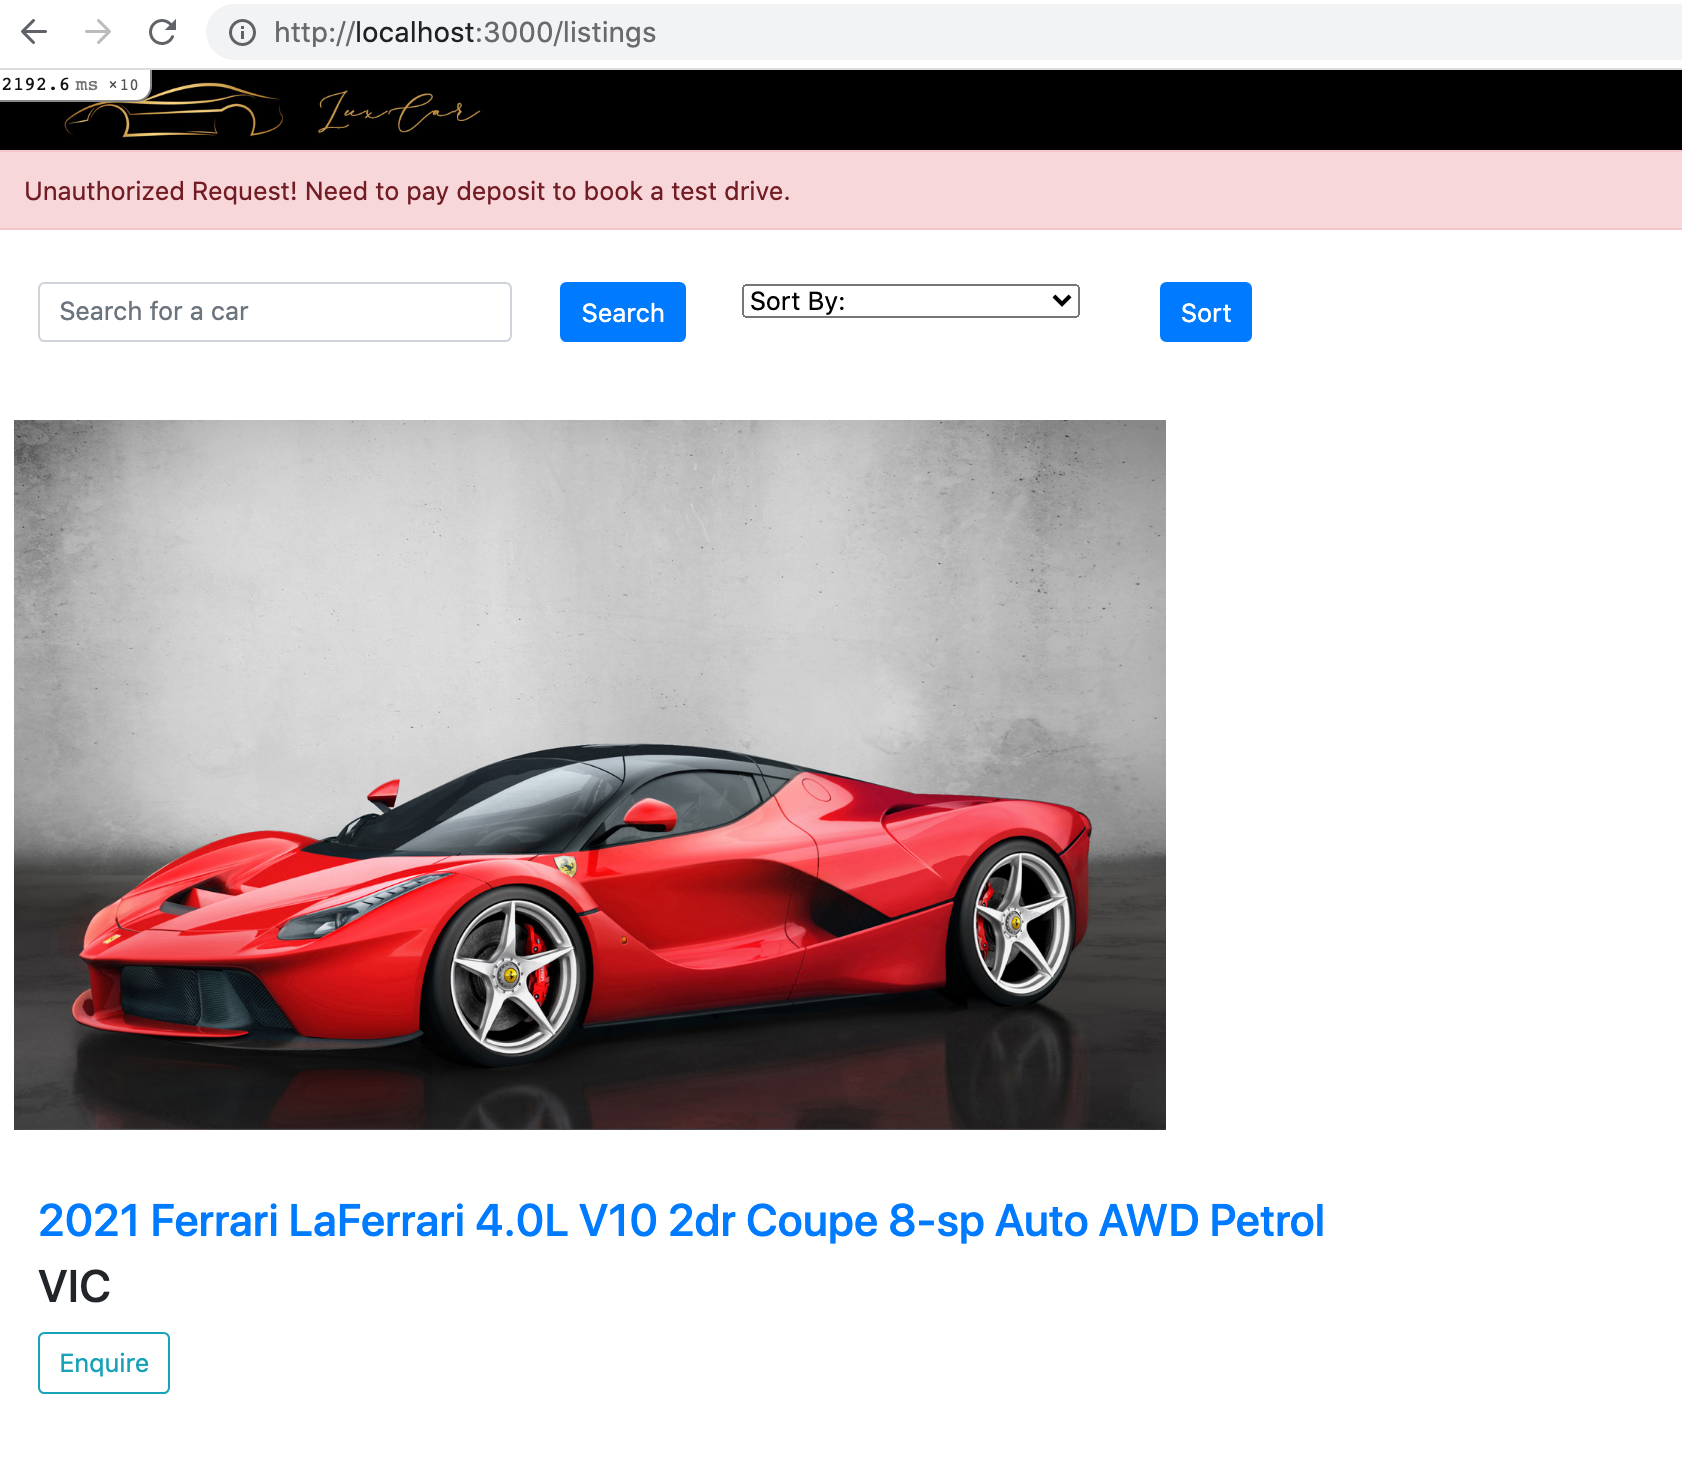 http://localhost:3000/listings
2192.6 ms ×10
LuxCar
Unauthorized Request! Need to pay deposit to book a test drive.
Search for a car
Search
Sort By:
Sort
2021 Ferrari LaFerrari 4.0L V10 2dr Coupe 8-sp Auto AWD Petrol
VIC
Enquire